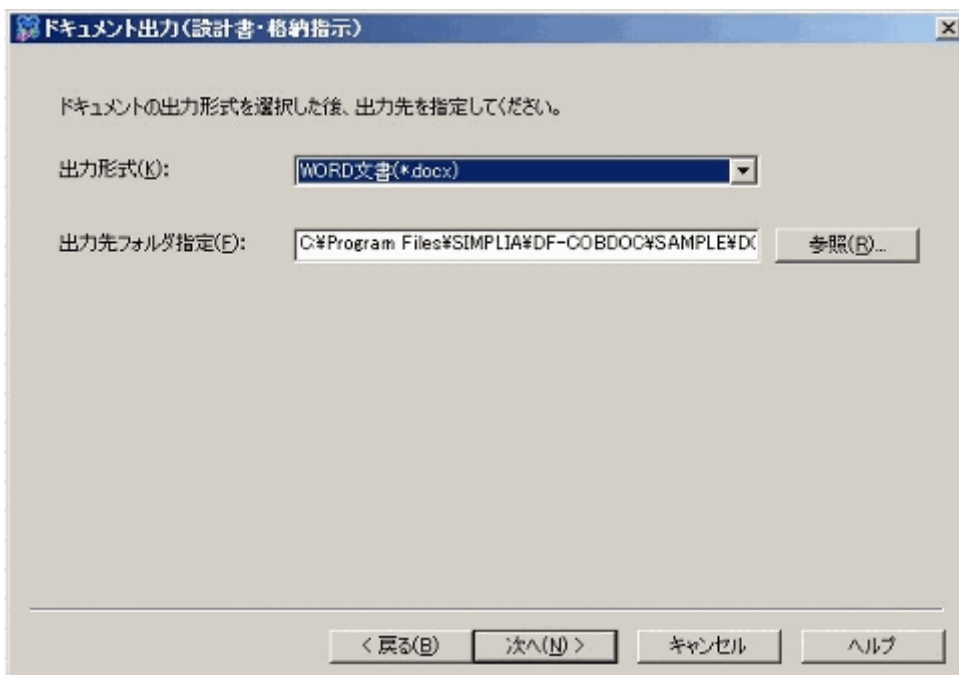 ドキュメント出力(設計書・格納指示)
ドキュメントの出力形式を選択した後、出力先を指定してください。
出力形式(K):
WORD文書(*.docx)
出力先フォルダ指定(F):
C:¥Program Files¥SIMPLIA¥DF-COBDOC¥SAMPLE¥DO
参照(R)...
< 戻る(B)
次へ(N) >
キャンセル
ヘルプ